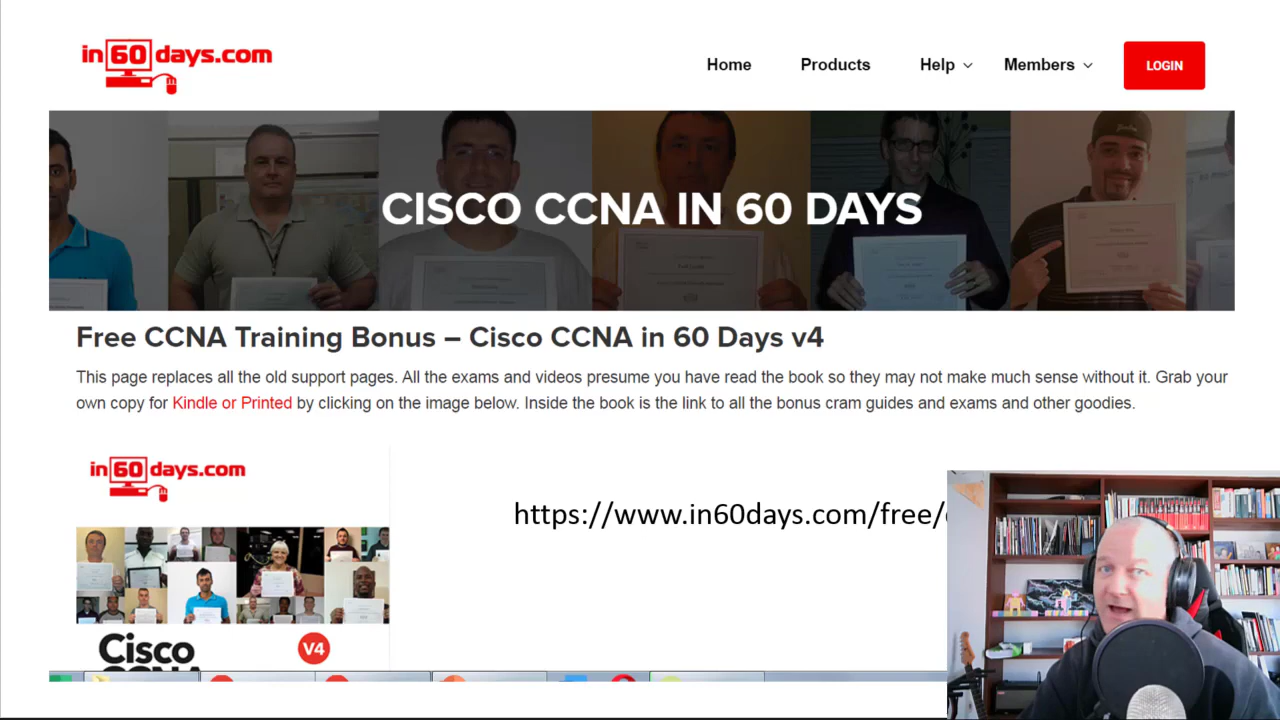 in60days.com
Home Products Help Members LOGIN
CISCO CCNA IN 60 DAYS
Free CCNA Training Bonus – Cisco CCNA in 60 Days v4
This page replaces all the old support pages. All the exams and videos presume you have read the book so they may not make much sense without it. Grab your
own copy for Kindle or Printed by clicking on the image below. Inside the book is the link to all the bonus cram guides and exams and other goodies.
in60days.com
https://www.in60days.com/free/
Cisco V4